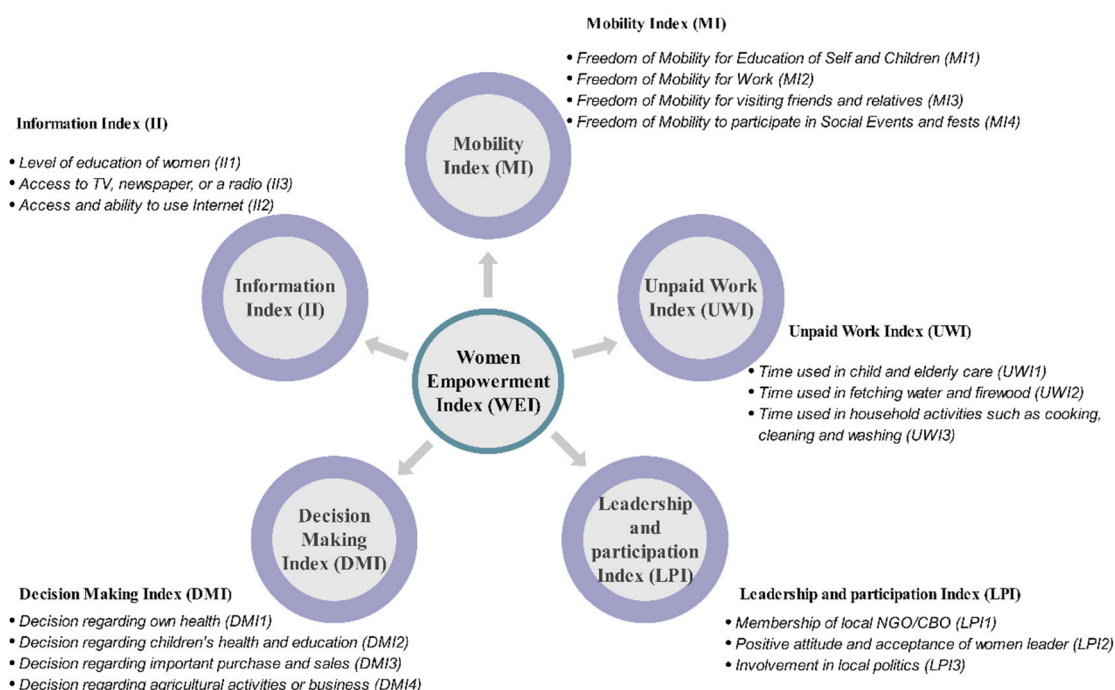 Mobility Index (MI)
• Freedom of Mobility for Education of Self and Children (MI1)
• Freedom of Mobility for Work (MI2)
• Freedom of Mobility for visiting friends and relatives (MI3)
• Freedom of Mobility to participate in Social Events and fests (MI4)
Information Index (II)
• Level of education of women (II1)
• Access to TV, newspaper, or a radio (II3)
• Access and ability to use Internet (II2)
Mobility
Index (MI)
Information
Index (II)
Unpaid Work
Index (UWI)
Women
Empowerment
Index (WEI)
Unpaid Work Index (UWI)
• Time used in child and elderly care (UWI1)
• Time used in fetching water and firewood (UWI2)
• Time used in household activities such as cooking,
cleaning and washing (UWI3)
Decision
Making
Index (DMI)
Leadership
and
participation
Index (LPI)
Decision Making Index (DMI)
• Decision regarding own health (DMI1)
• Decision regarding children's health and education (DMI2)
• Decision regarding important purchase and sales (DMI3)
• Decision regarding agricultural activities or business (DMI4)
Leadership and participation Index (LPI)
• Membership of local NGO/CBO (LPI1)
• Positive attitude and acceptance of women leader (LPI2)
• Involvement in local politics (LPI3)